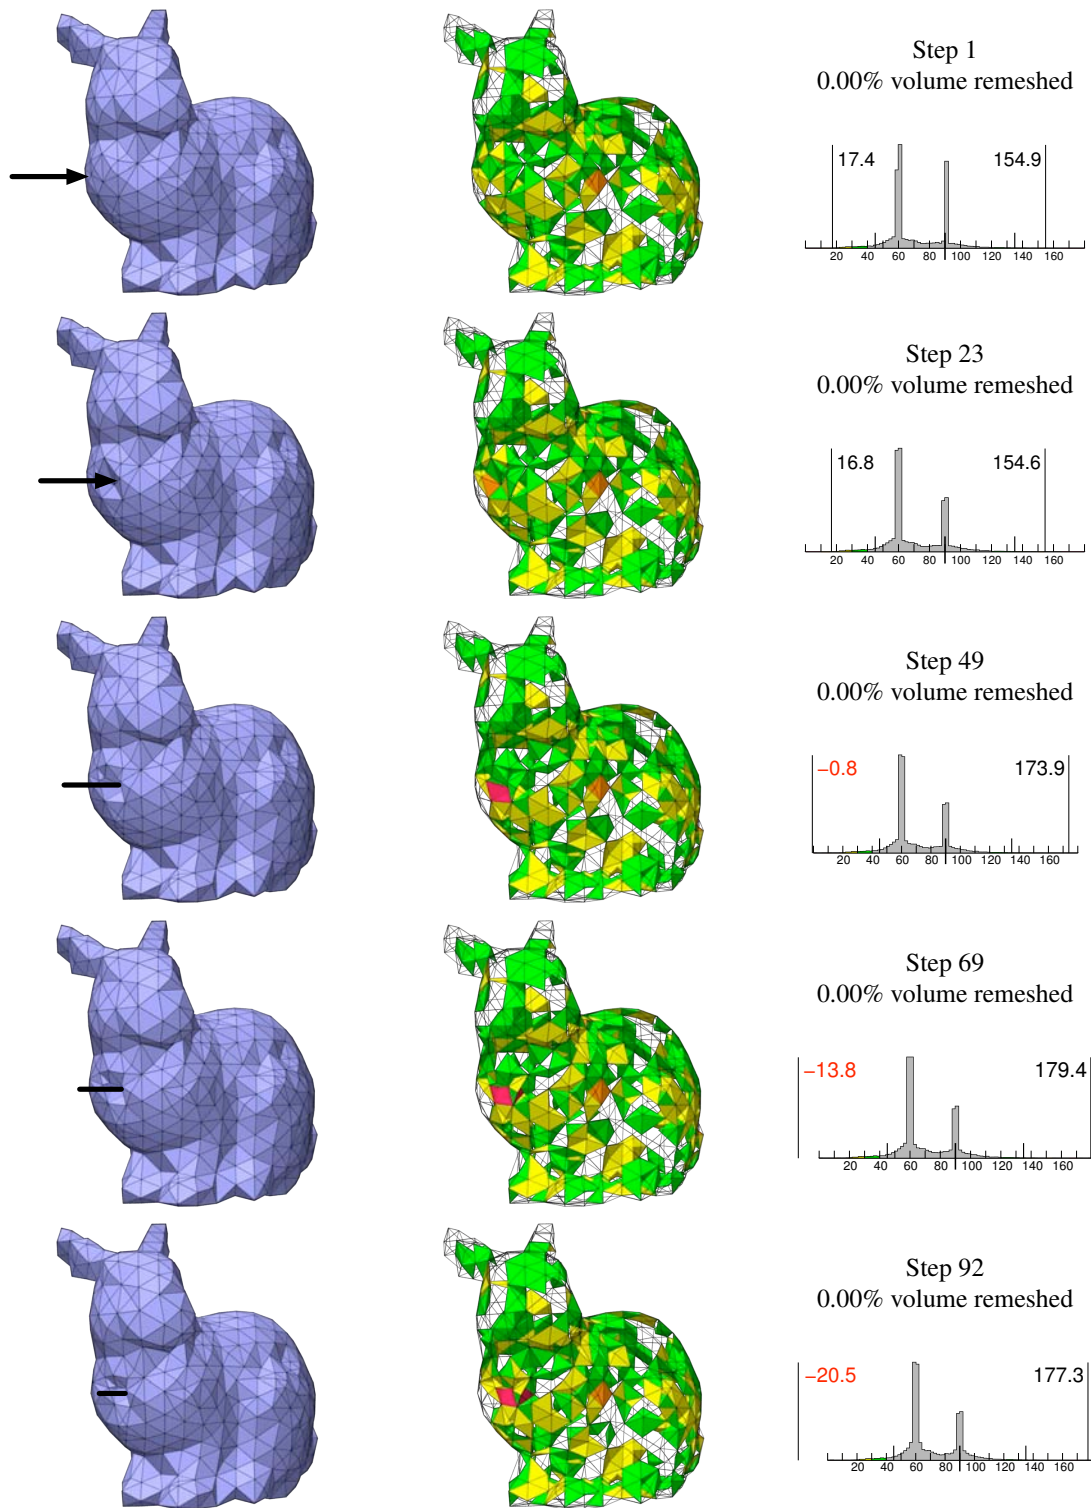 Step 1
0.00% volume remeshed
17.4 154.9
20 40 60 80 100 120 140 160
Step 23
0.00% volume remeshed
16.8 154.6
20 40 60 80 100 120 140 160
Step 49
0.00% volume remeshed
−0.8 173.9
20 40 60 80 100 120 140 160
Step 69
0.00% volume remeshed
−13.8 179.4
20 40 60 80 100 120 140 160
Step 92
0.00% volume remeshed
−20.5 177.3
20 40 60 80 100 120 140 160